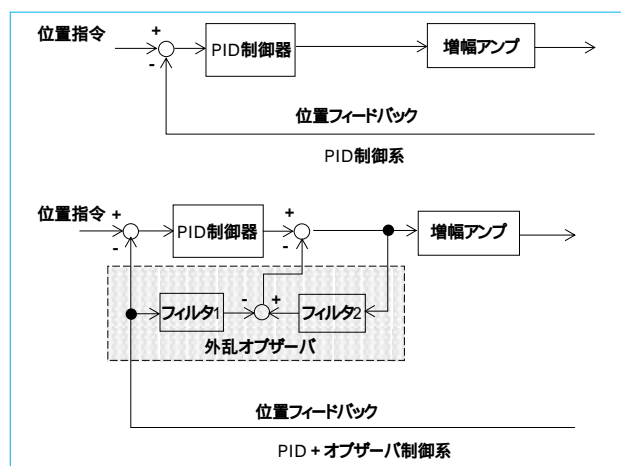 位置指令
+
-
PID制御器
増幅アンプ
位置フィードバック
PID制御系
位置指令
+
-
PID制御器
+
-
増幅アンプ
フィルタ1
-
+
フィルタ2
外乱オブザーバ
位置フィードバック
PID + オブザーバ制御系